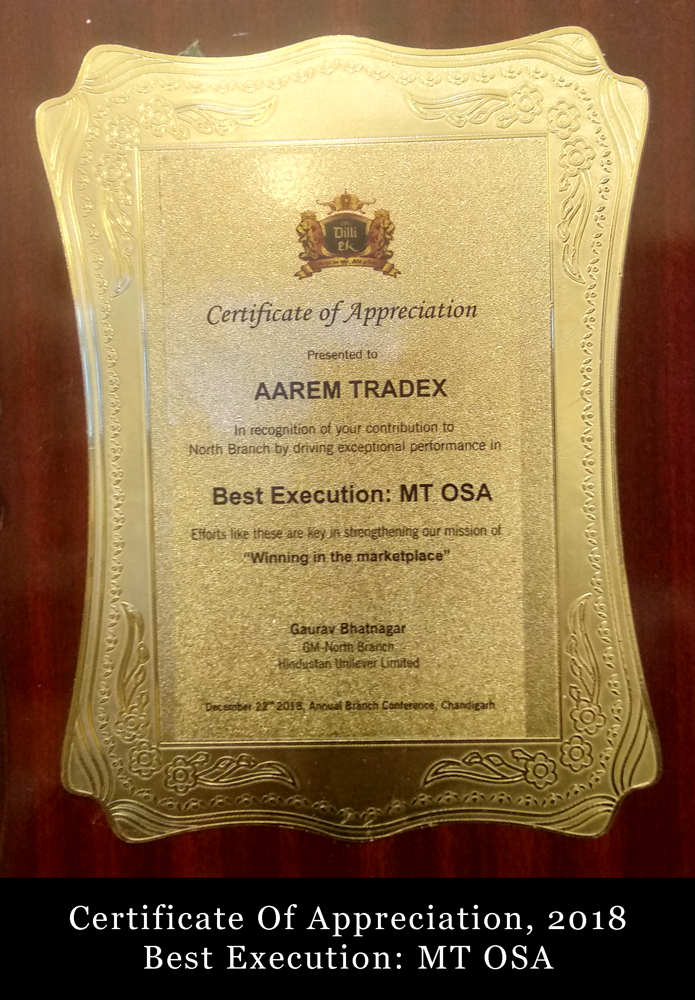 Dilli
ek
Certificate of Appreciation
Presented to
AAREM TRADEX
In recognition of your contribution to
North Branch by driving exceptional performance in
Best Execution: MT OSA
Efforts like these are key in strengthening our mission of
"Winning in the marketplace"
Gaurav Bhatnagar
GM-North Branch
Hindustan Unilever Limited
December 22nd 2018, Annual Branch Conference, Chandigarh
Certificate Of Appreciation, 2018
Best Execution: MT OSA